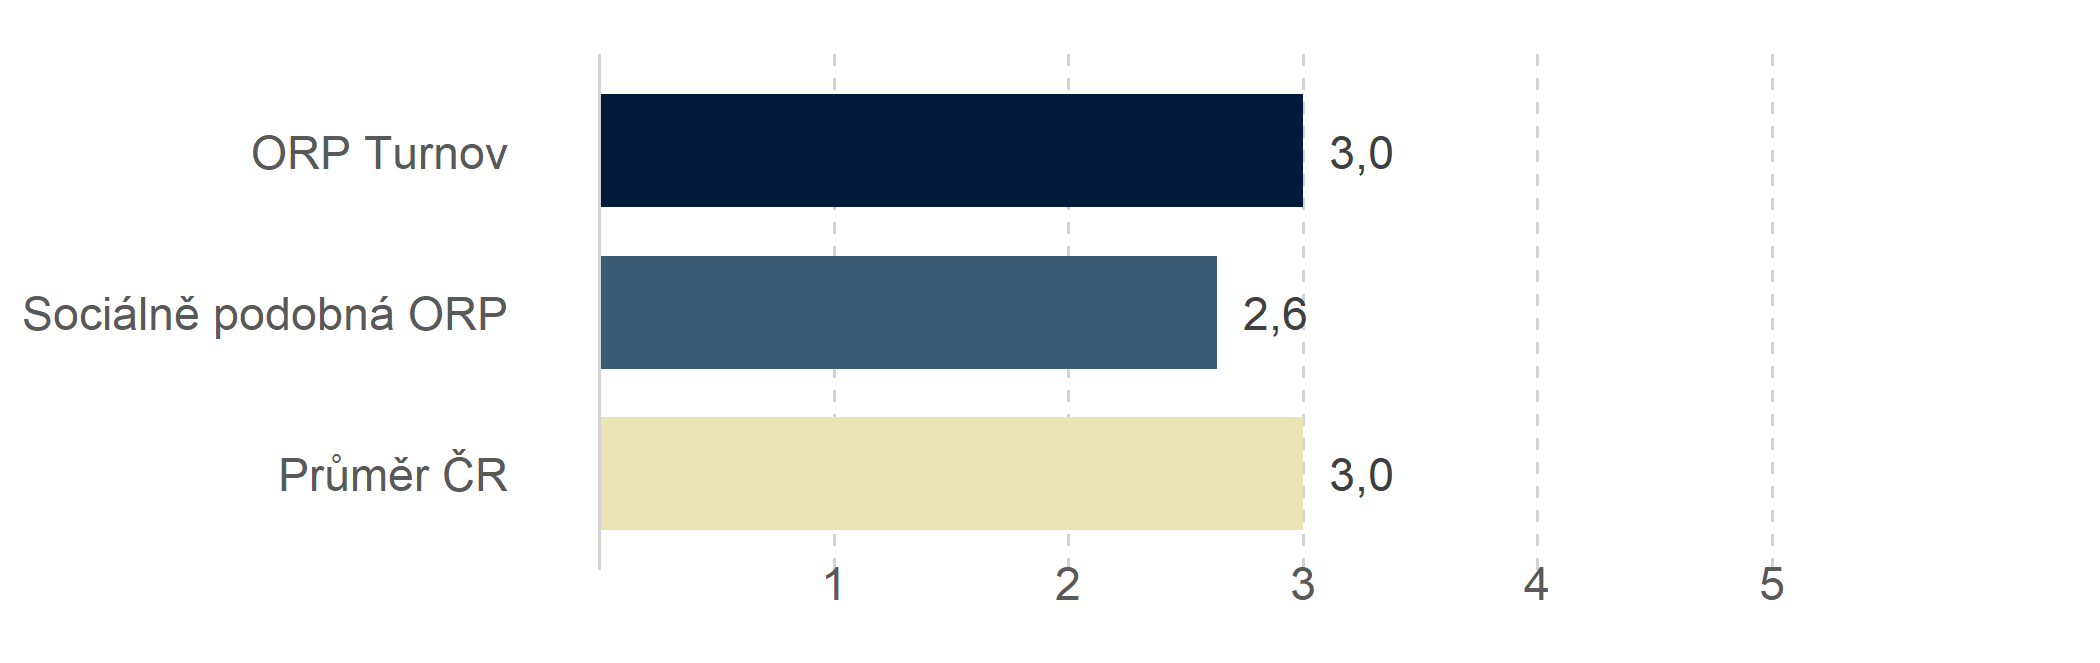 ORP Turnov
3,0
Sociálně podobná ORP
2,6
Průměr ČR
3,0
1 2 3 4 5